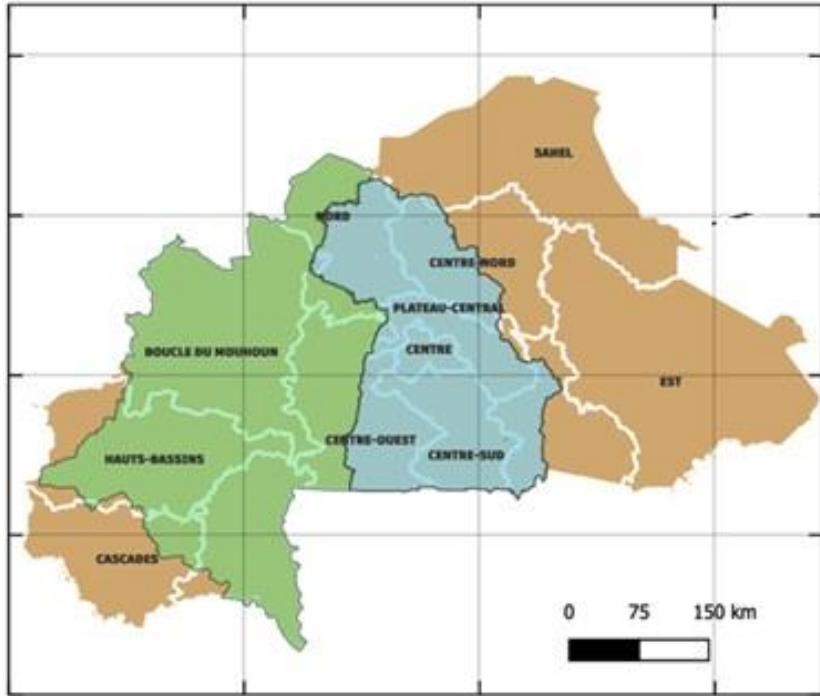 SAHEL
NORD
CENTRE-NORD
PLATEAU-CENTRAL
BOUCLE DU MOUHOUN
CENTRE
EST
CENTRE-OUEST
HAUTS-BASSINS
CENTRE-SUD
CASCADES
0 75 150 km